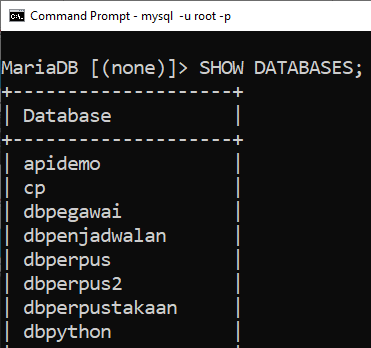 Command Prompt - mysql -u root -p
MariaDB [(none)]> SHOW DATABASES;
+--------------------+
| Database           |
+--------------------+
| apidemo            |
| cp                 |
| dbpegawai          |
| dbpenjadwalan      |
| dbperpus           |
| dbperpus2          |
| dbperpustakaan     |
| dbpython           |